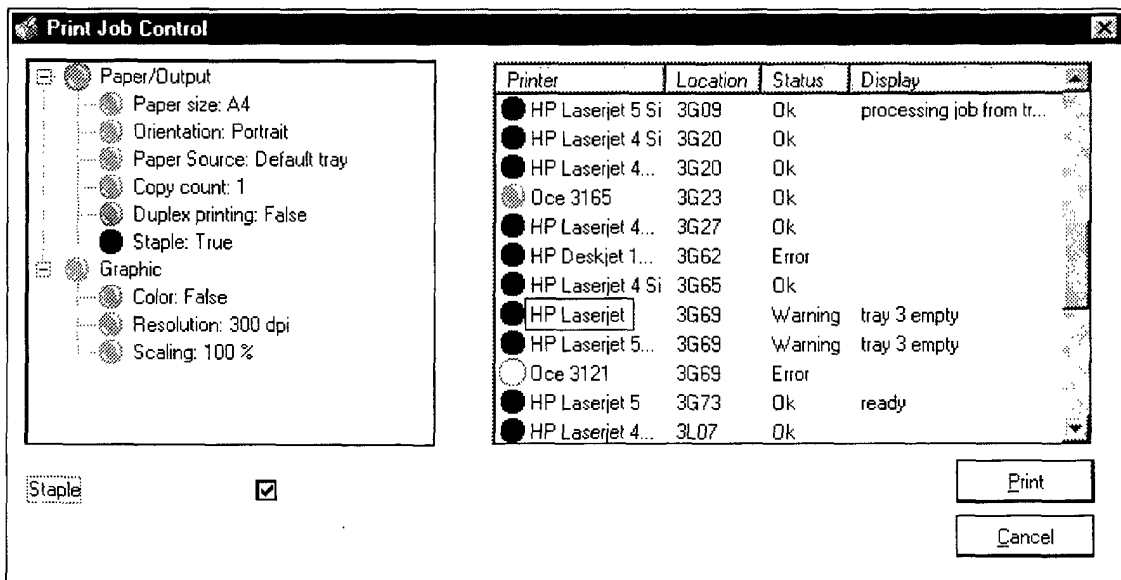 Print Job Control
Paper/Output
Paper size: A4
Orientation: Portrait
Paper Source: Default tray
Copy count: 1
Duplex printing: False
Staple: True
Graphic
Color: False
Resolution: 300 dpi
Scaling: 100 %
Printer Location Status Display
HP Laserjet 5 Si 3G09 Ok processing job from tr...
HP Laserjet 4 Si 3G20 Ok
HP Laserjet 4... 3G20 Ok
Oce 3165 3G23 Ok
HP Laserjet 4... 3G27 Ok
HP Deskjet 1... 3G62 Error
HP Laserjet 4 Si 3G65 Ok
HP Laserjet 3G69 Warning tray 3 empty
HP Laserjet 5... 3G69 Warning tray 3 empty
Oce 3121 3G69 Error
HP Laserjet 5 3G73 Ok ready
HP Laserjet 4... 3L07 Ok
Staple
Print
Cancel